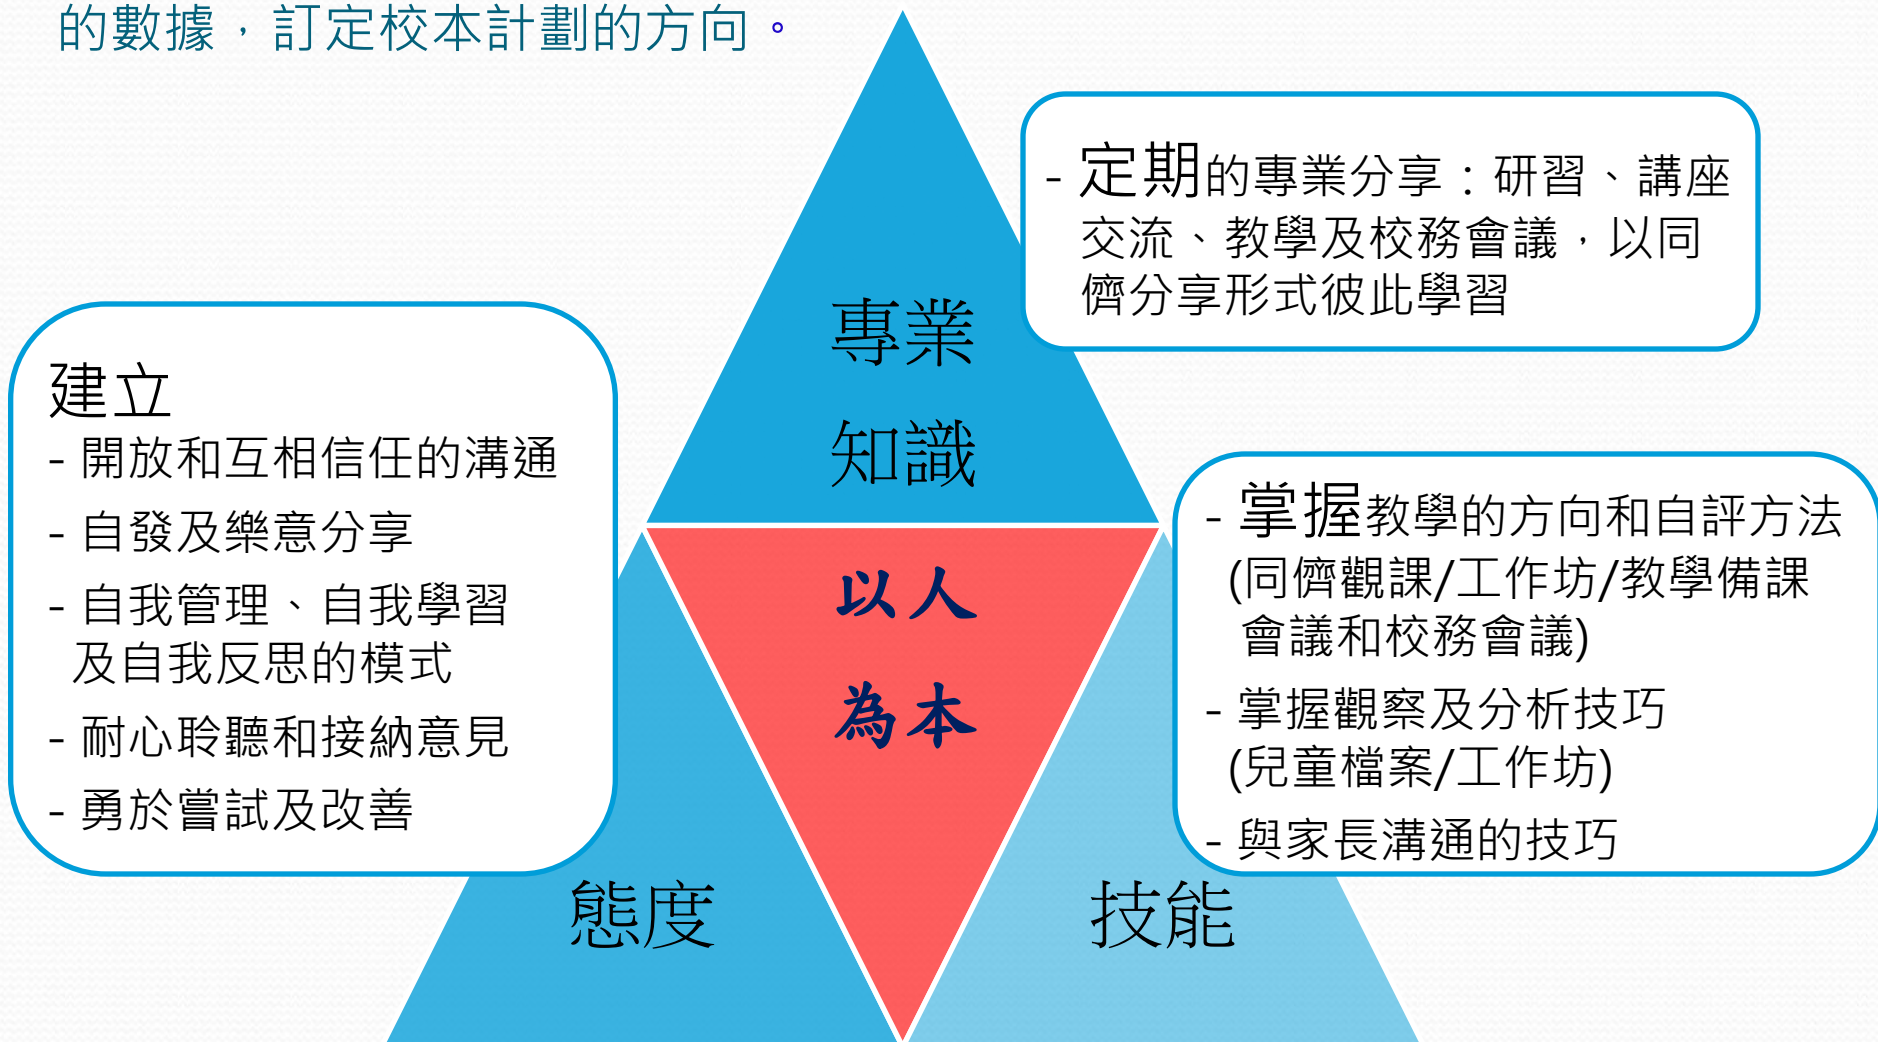 的數據，訂定校本計劃的方向。
- 定期的專業分享：研習、講座
交流、教學及校務會議，以同
儕分享形式彼此學習
專業
知識
建立
- 開放和互相信任的溝通
- 自發及樂意分享
- 自我管理、自我學習
及自我反思的模式
- 耐心聆聽和接納意見
- 勇於嘗試及改善
以人
為本
- 掌握教學的方向和自評方法
(同儕觀課/工作坊/教學備課
會議和校務會議)
- 掌握觀察及分析技巧
(兒童檔案/工作坊)
- 與家長溝通的技巧
態度
技能